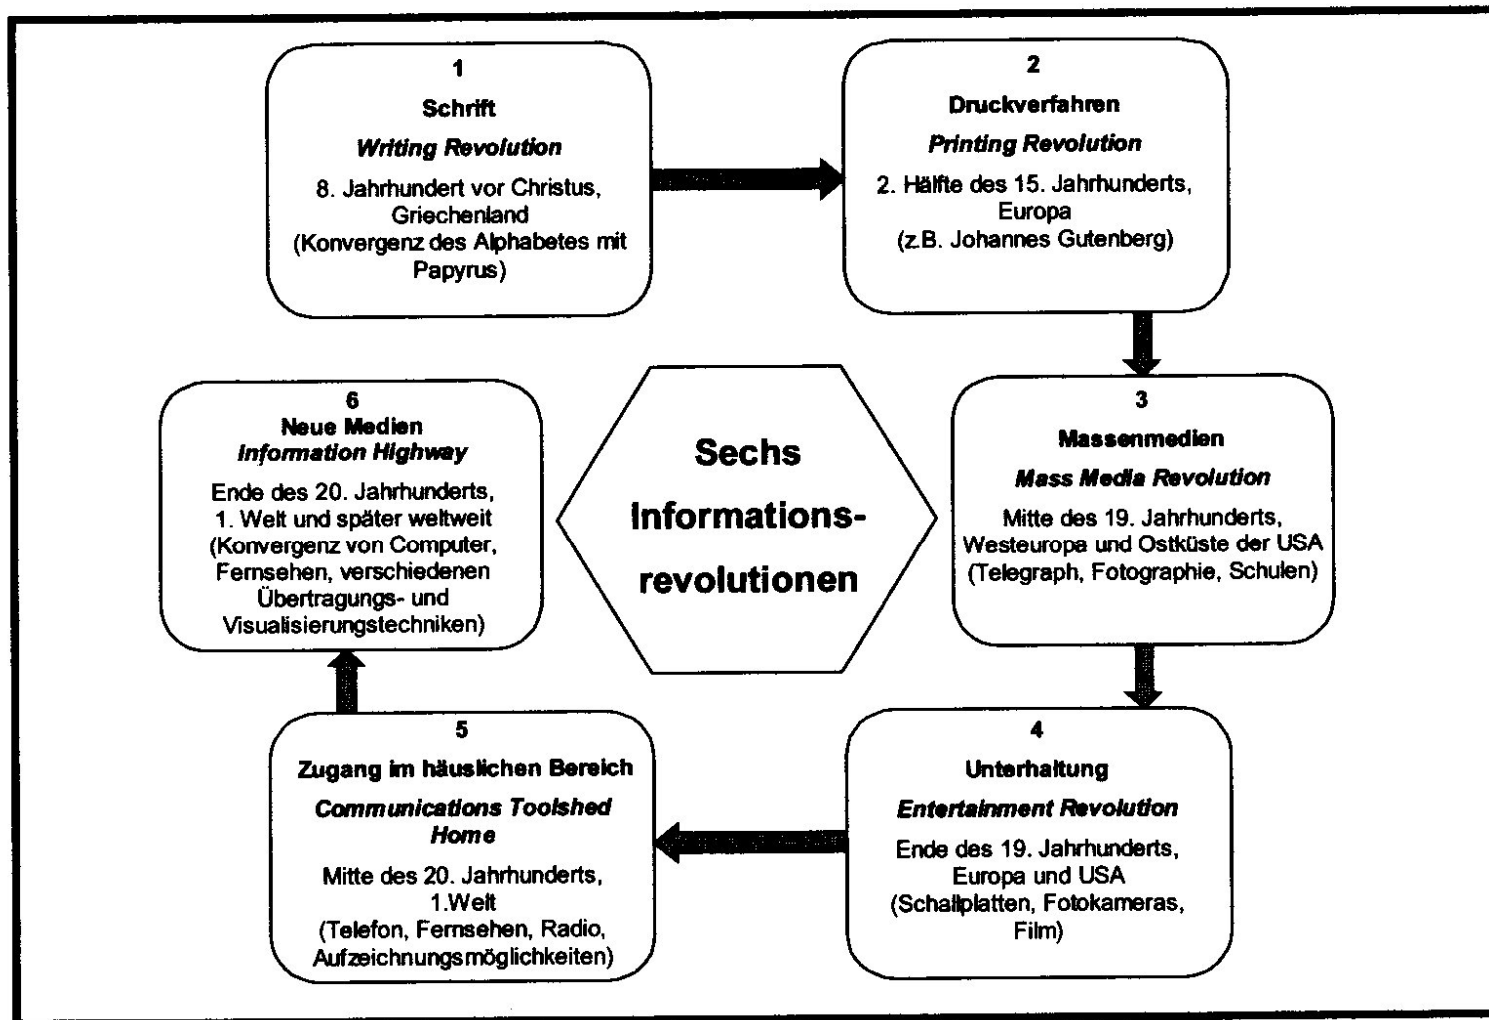 1
Schrift
Writing Revolution
8. Jahrhundert vor Christus,
Griechenland
(Konvergenz des Alphabetes mit
Papyrus)
2
Druckverfahren
Printing Revolution
2. Hälfte des 15. Jahrhunderts,
Europa
(z.B. Johannes Gutenberg)
3
Massenmedien
Mass Media Revolution
Mitte des 19. Jahrhunderts,
Westeuropa und Ostküste der USA
(Telegraph, Fotographie, Schulen)
4
Unterhaltung
Entertainment Revolution
Ende des 19. Jahrhunderts,
Europa und USA
(Schallplatten, Fotokameras,
Film)
5
Zugang im häuslichen Bereich
Communications Toolshed
Home
Mitte des 20. Jahrhunderts,
1.Welt
(Telefon, Fernsehen, Radio,
Aufzeichnungsmöglichkeiten)
6
Neue Medien
Information Highway
Ende des 20. Jahrhunderts,
1. Welt und später weltweit
(Konvergenz von Computer,
Fernsehen, verschiedenen
Übertragungs- und
Visualisierungstechniken)
Sechs
Informations-
revolutionen